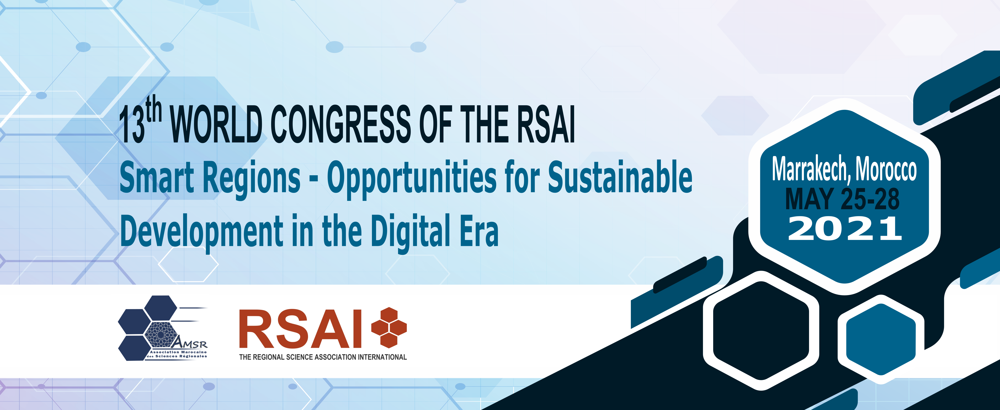 13th WORLD CONGRESS OF THE RSAI
Smart Regions - Opportunities for Sustainable
Development in the Digital Era
Marrakech, Morocco
MAY 25-28
2021
AMSR
Association Marocaine
des Sciences Régionales
RSAI
THE REGIONAL SCIENCE ASSOCIATION INTERNATIONAL